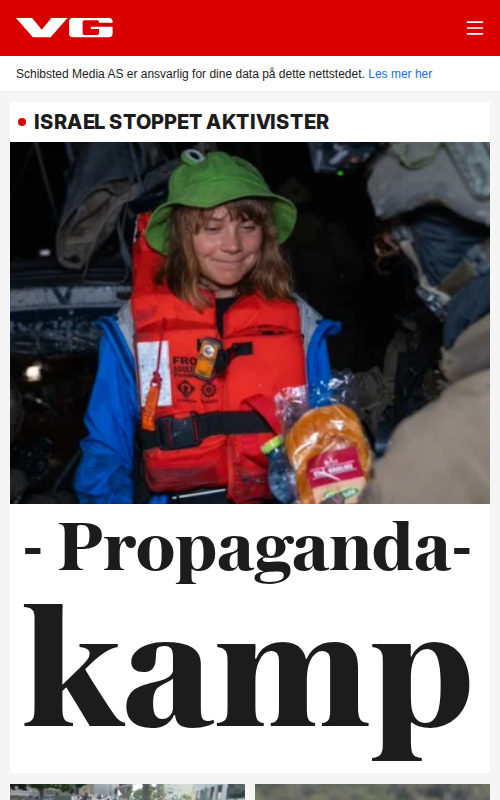 VG
Schibsted Media AS er ansvarlig for dine data på dette nettstedet. Les mer her
ISRAEL STOPPET AKTIVISTER
- Propaganda-
kamp